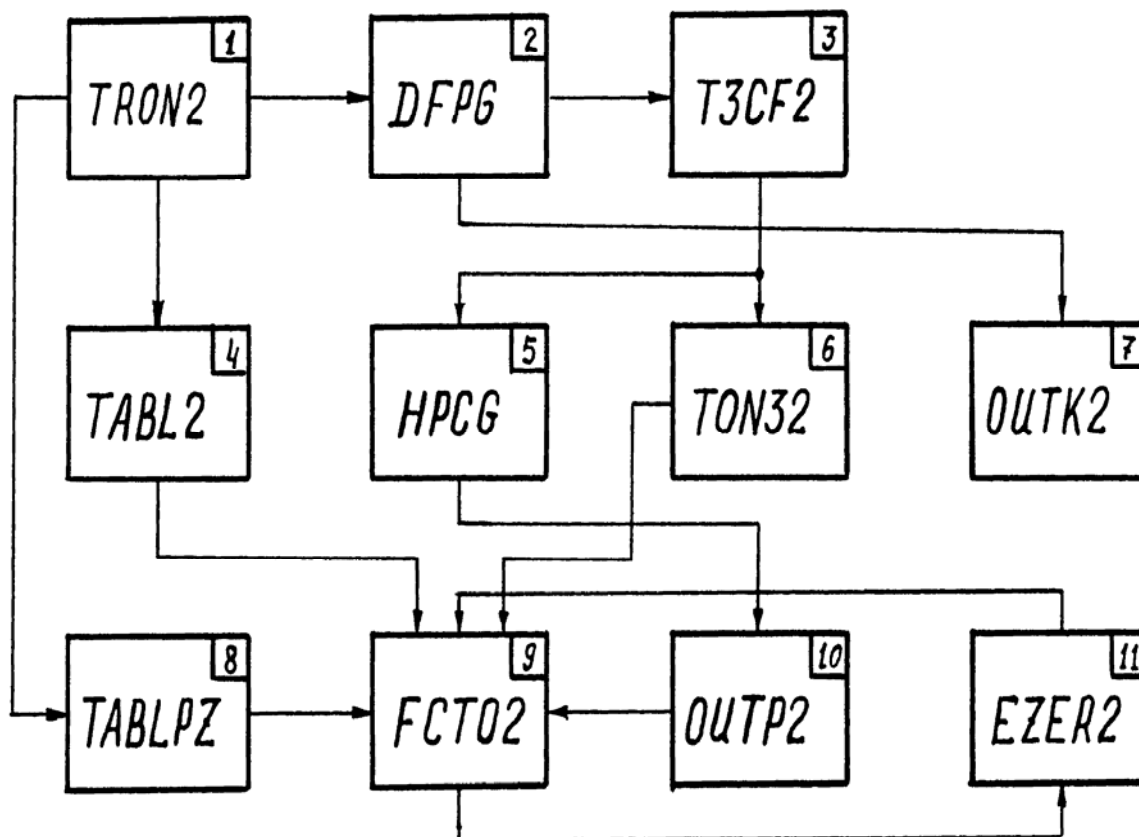 1
TRON2
2
DFPG
3
T3CF2
4
TABL2
5
HPCG
6
TON32
7
OUTK2
8
TABLPZ
9
FCTO2
10
OUTP2
11
EZER2